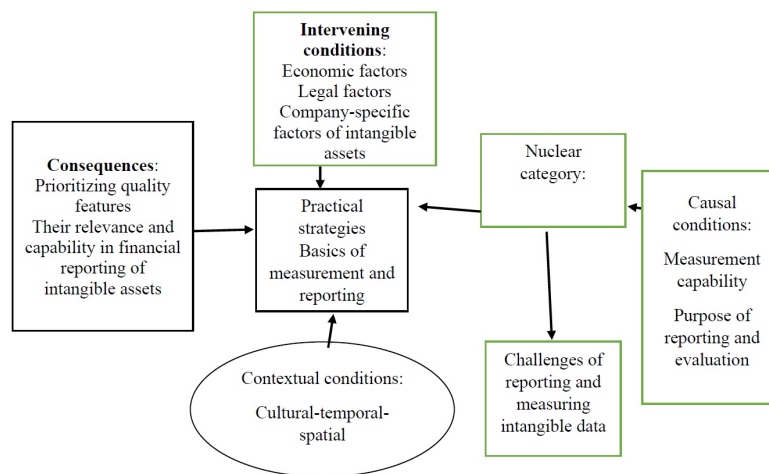 Intervening
conditions:
Economic factors
Legal factors
Company-specific
factors of intangible
assets
Consequences:
Prioritizing quality
features
Their relevance and
capability in financial
reporting of
intangible assets
Practical
strategies
Basics of
measurement and
reporting
Nuclear
category:
Causal
conditions:
Measurement
capability
Purpose of
reporting and
evaluation
Contextual conditions:
Cultural-temporal-
spatial
Challenges of
reporting and
measuring
intangible data